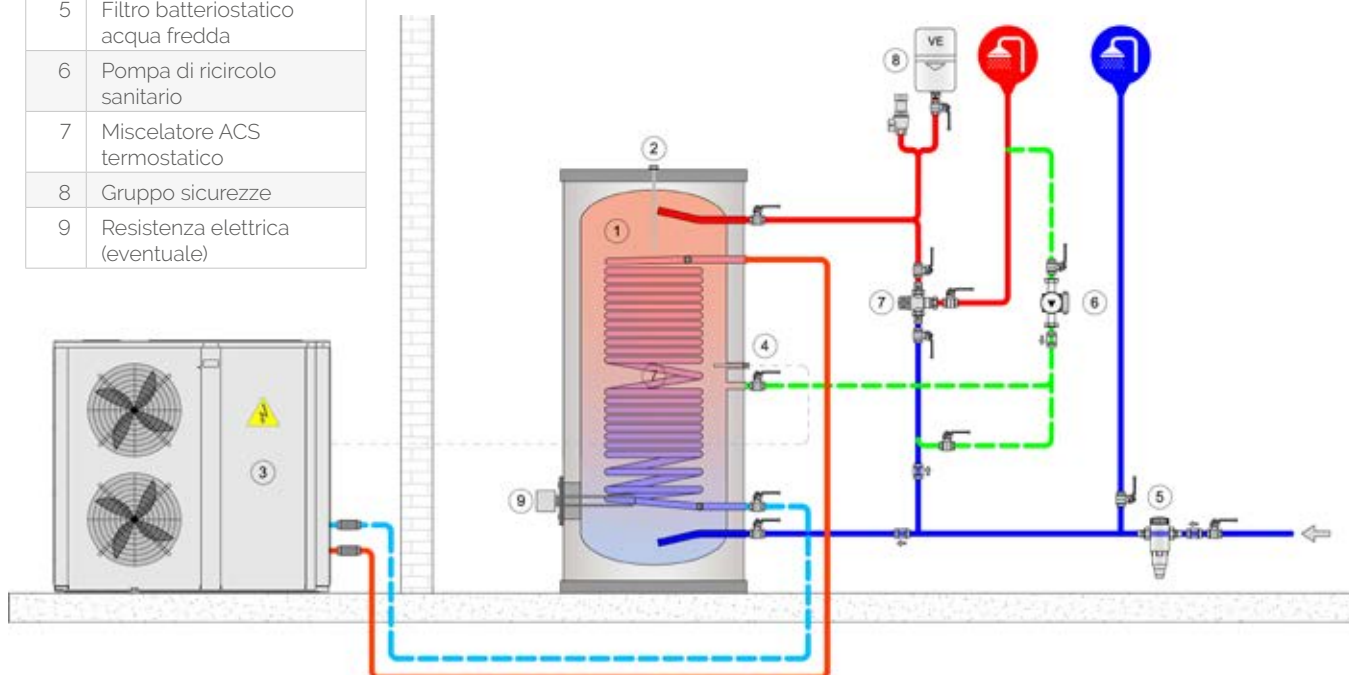 5 Filtro batteriostatico
acqua fredda
6 Pompa di ricircolo
sanitario
7 Miscelatore ACS
termostatico
8 Gruppo sicurezze
9 Resistenza elettrica
(eventuale)
VE
8
2
1
7
6
4
7
3
9
5